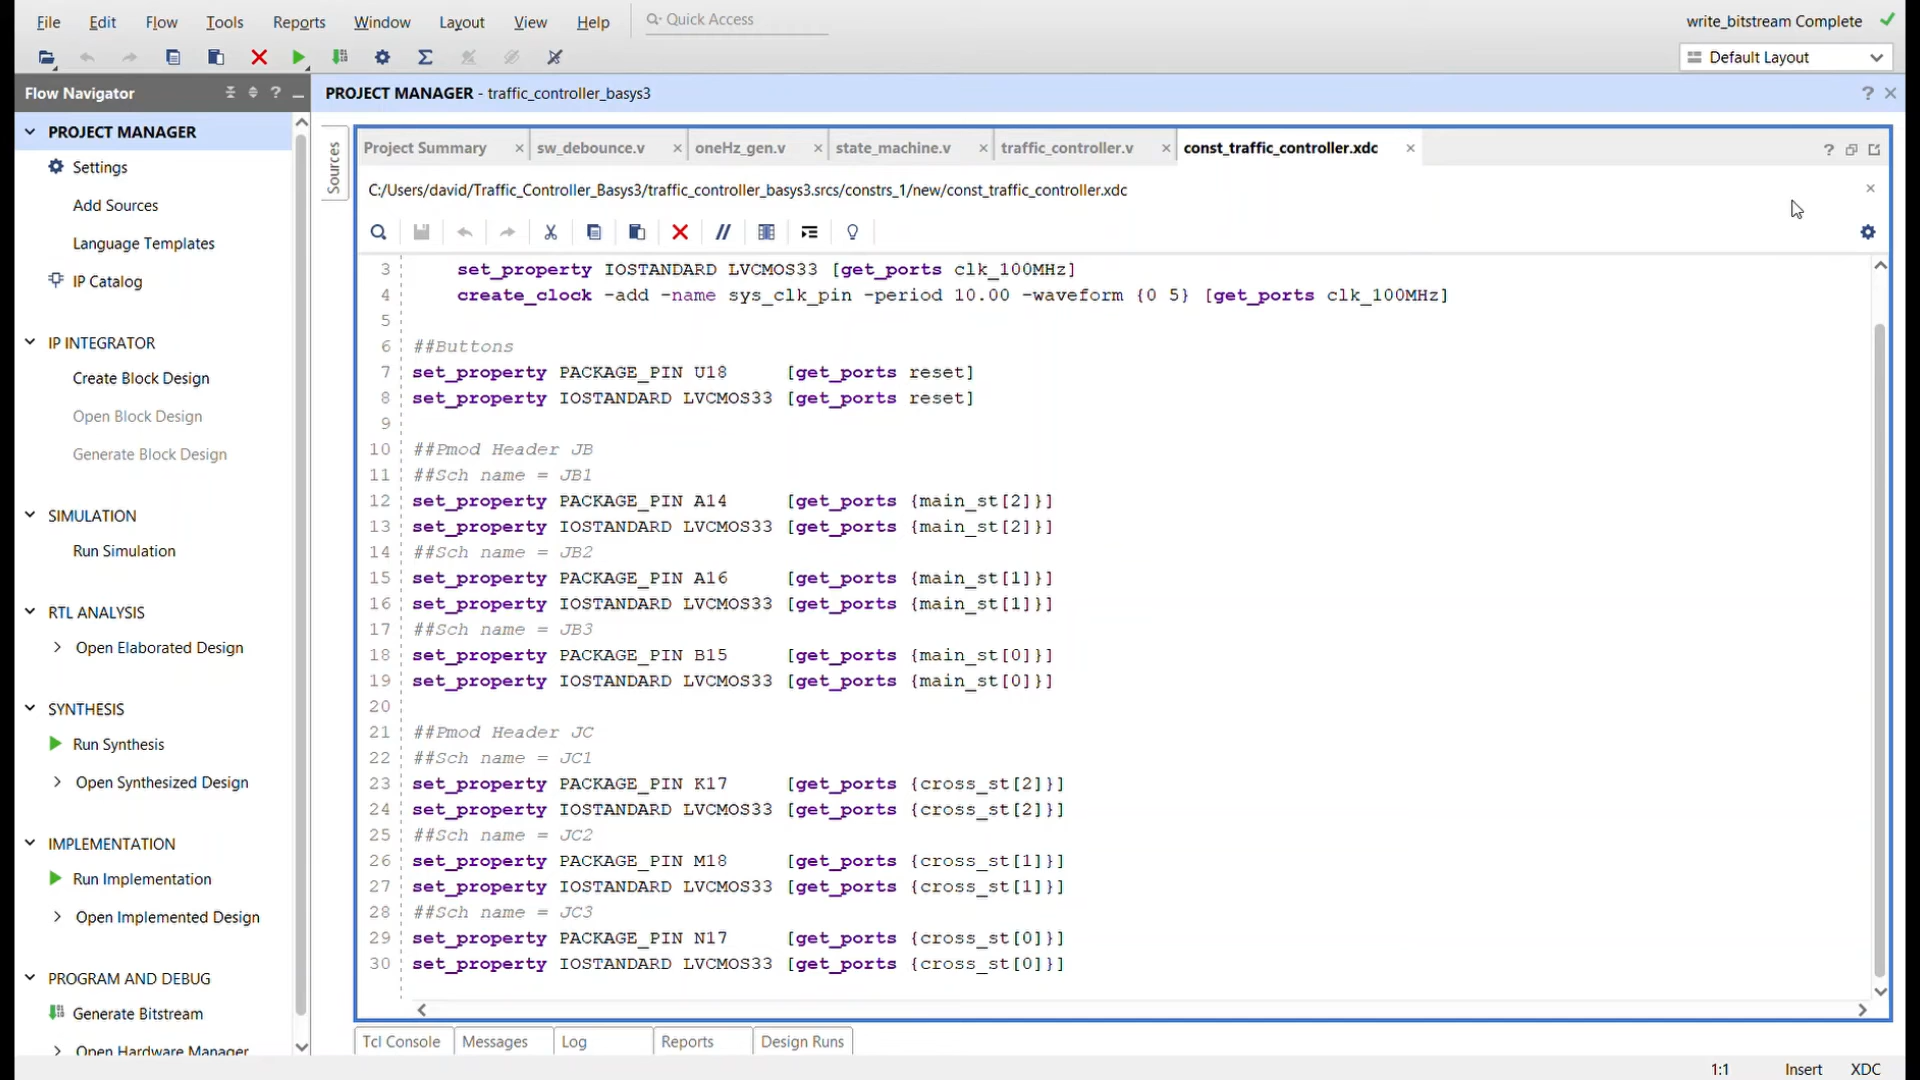 File Edit Flow Tools Reports Window Layout View Help Quick Access write_bitstream Complete
Default Layout
Flow Navigator
PROJECT MANAGER - traffic_controller_basys3
PROJECT MANAGER
Settings
Add Sources
Language Templates
IP Catalog
IP INTEGRATOR
Create Block Design
Open Block Design
Generate Block Design
SIMULATION
Run Simulation
RTL ANALYSIS
Open Elaborated Design
SYNTHESIS
Run Synthesis
Open Synthesized Design
IMPLEMENTATION
Run Implementation
Open Implemented Design
PROGRAM AND DEBUG
Generate Bitstream
Open Hardware Manager
Sources
Project Summary sw_debounce.v oneHz_gen.v state_machine.v traffic_controller.v const_traffic_controller.xdc
C:/Users/david/Traffic_Controller_Basys3/traffic_controller_basys3.srcs/constrs_1/new/const_traffic_controller.xdc
3 set_property IOSTANDARD LVCMOS33 [get_ports clk_100MHz]
4 create_clock -add -name sys_clk_pin -period 10.00 -waveform {0 5} [get_ports clk_100MHz]
5
6 ##Buttons
7 set_property PACKAGE_PIN U18 [get_ports reset]
8 set_property IOSTANDARD LVCMOS33 [get_ports reset]
9
10 ##Pmod Header JB
11 ##Sch name = JB1
12 set_property PACKAGE_PIN A14 [get_ports {main_st[2]}]
13 set_property IOSTANDARD LVCMOS33 [get_ports {main_st[2]}]
14 ##Sch name = JB2
15 set_property PACKAGE_PIN A16 [get_ports {main_st[1]}]
16 set_property IOSTANDARD LVCMOS33 [get_ports {main_st[1]}]
17 ##Sch name = JB3
18 set_property PACKAGE_PIN B15 [get_ports {main_st[0]}]
19 set_property IOSTANDARD LVCMOS33 [get_ports {main_st[0]}]
20
21 ##Pmod Header JC
22 ##Sch name = JC1
23 set_property PACKAGE_PIN K17 [get_ports {cross_st[2]}]
24 set_property IOSTANDARD LVCMOS33 [get_ports {cross_st[2]}]
25 ##Sch name = JC2
26 set_property PACKAGE_PIN M18 [get_ports {cross_st[1]}]
27 set_property IOSTANDARD LVCMOS33 [get_ports {cross_st[1]}]
28 ##Sch name = JC3
29 set_property PACKAGE_PIN N17 [get_ports {cross_st[0]}]
30 set_property IOSTANDARD LVCMOS33 [get_ports {cross_st[0]}]
Tcl Console Messages Log Reports Design Runs
1:1 Insert XDC